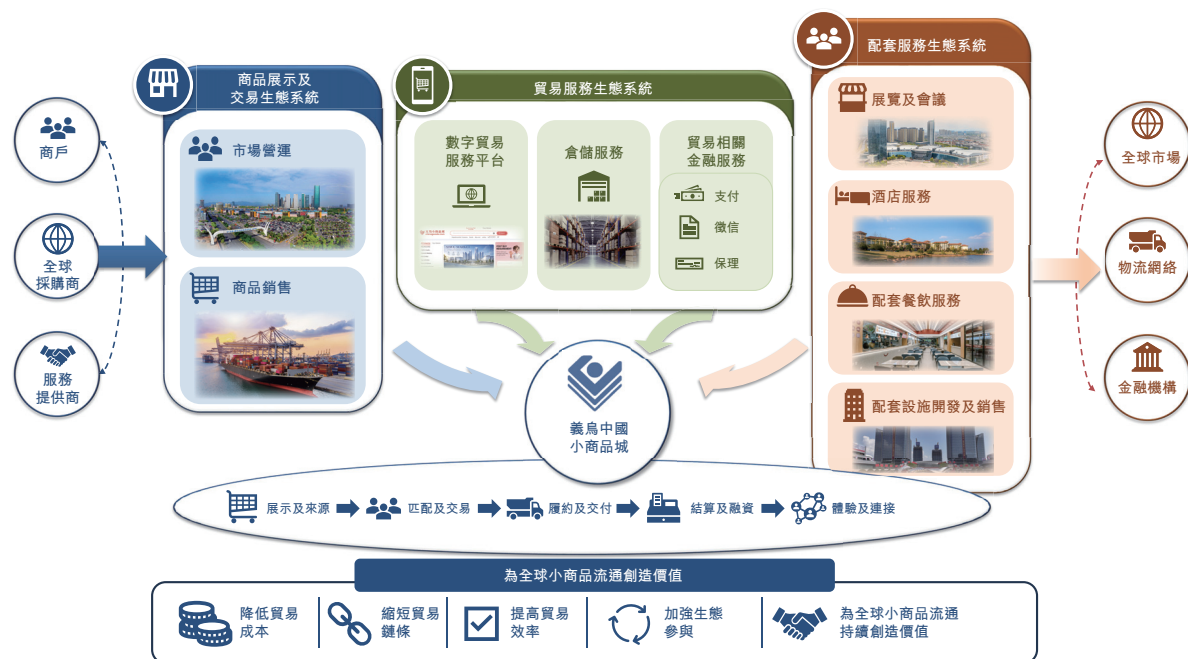 商戶
全球
採購商
服務
提供商
商品展示及
交易生態系統
市場營運
商品銷售
貿易服務生態系統
數字貿易
服務平台
倉儲服務
貿易相關
金融服務
支付
徵信
保理
配套服務生態系統
展覽及會議
酒店服務
配套餐飲服務
配套設施開發及銷售
全球市場
物流網絡
金融機構
義烏中國
小商品城
展示及來源
匹配及交易
履約及交付
結算及融資
體驗及連接
為全球小商品流通創造價值
降低貿易
成本
縮短貿易
鏈條
提高貿易
效率
加強生態
參與
為全球小商品流通
持續創造價值